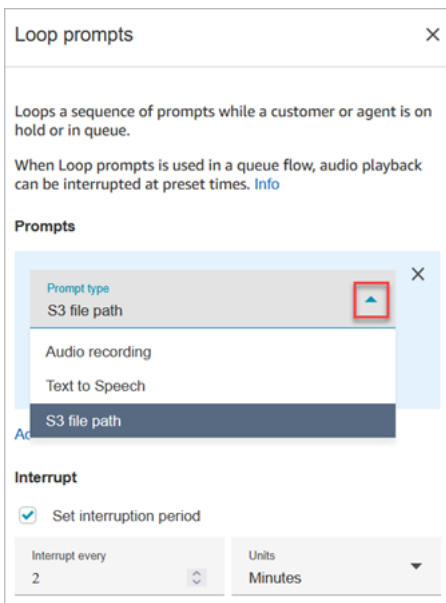 Loop prompts
Loops a sequence of prompts while a customer or agent is on
hold or in queue.
When Loop prompts is used in a queue flow, audio playback
can be interrupted at preset times. Info
Prompts
Prompt type
S3 file path
Audio recording
Text to Speech
S3 file path
Interrupt
Set interruption period
Interrupt every
Units
2
Minutes